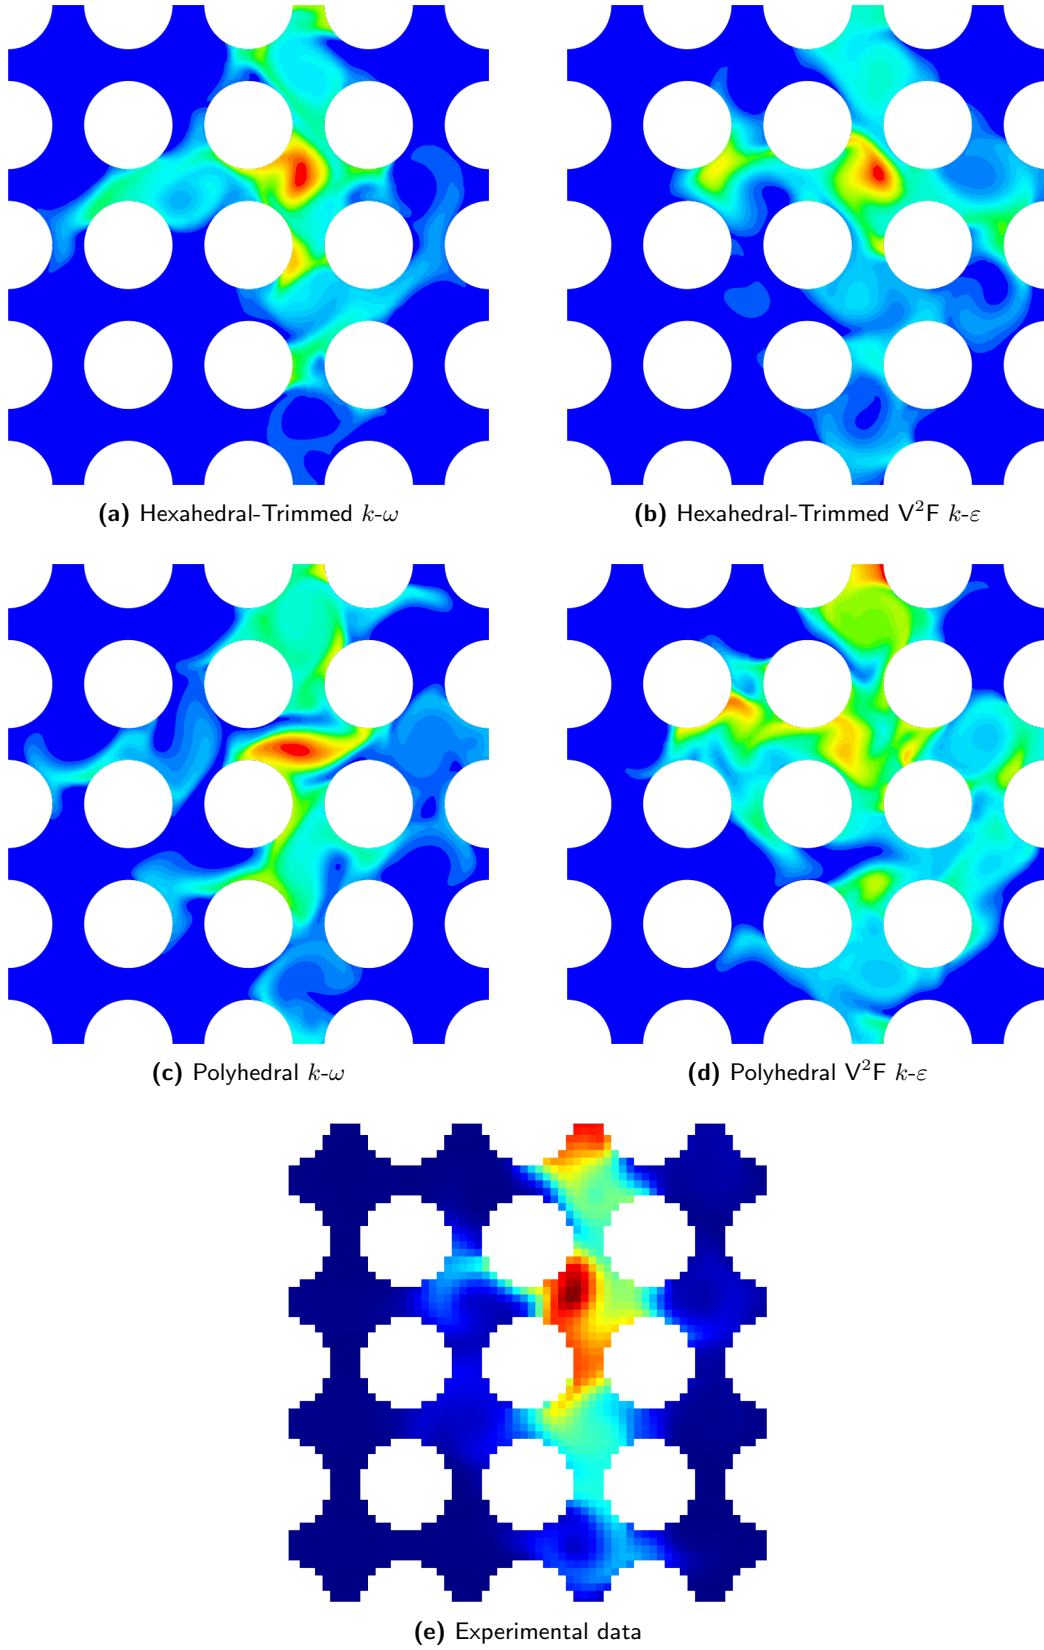 (a) Hexahedral-Trimmed k-ω
(b) Hexahedral-Trimmed V²F k-ε
(c) Polyhedral k-ω
(d) Polyhedral V²F k-ε
(e) Experimental data